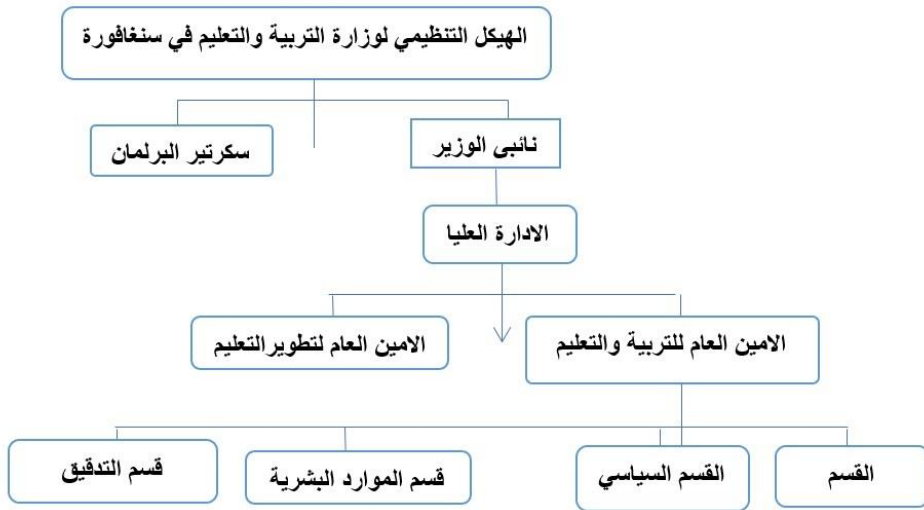 الهيكل التنظيمي لوزارة التربية والتعليم في سنغافورة
نائبى الوزير
سكرتير البرلمان
الادارة العليا
الامين العام للتربية والتعليم
الامين العام لتطويرالتعليم
القسم
القسم السياسي
قسم الموارد البشرية
قسم التدقيق